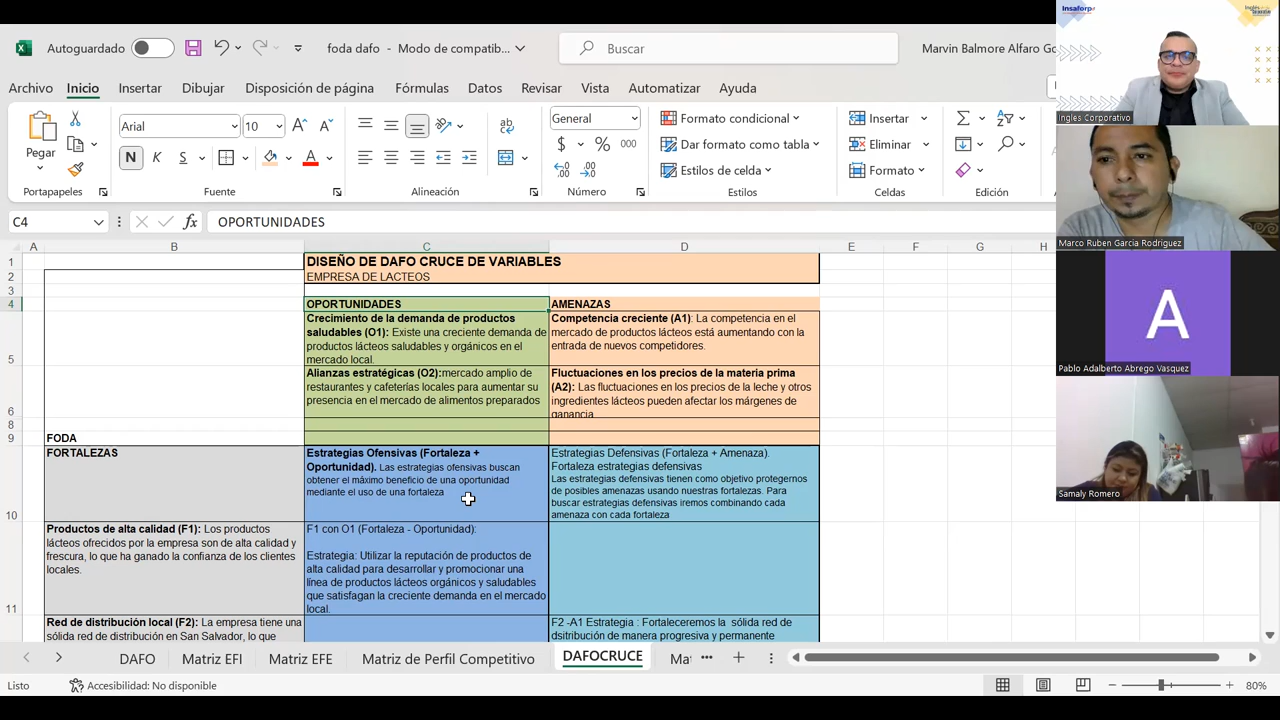 Autoguardado
foda dafo - Modo de compatib...
Buscar
Marvin Balmore Alfaro Go
Archivo Inicio Insertar Dibujar Disposición de página Fórmulas Datos Revisar Vista Automatizar Ayuda
Pegar
Arial 10
N K S
General
$ % 000
Formato condicional
Dar formato como tabla
Estilos de celda
Insertar
Eliminar
Formato
Portapapeles Fuente Alineación Número Estilos Celdas Edición
C4 fx OPORTUNIDADES
A B C D E F G H
1 DISEÑO DE DAFO CRUCE DE VARIABLES
2 EMPRESA DE LACTEOS
3
4 OPORTUNIDADES AMENAZAS
Crecimiento de la demanda de productos
saludables (O1): Existe una creciente demanda de
productos lácteos saludables y orgánicos en el
mercado local.
Competencia creciente (A1): La competencia en el
mercado de productos lácteos está aumentando con la
entrada de nuevos competidores.
5
Alianzas estratégicas (O2):mercado amplio de
restaurantes y cafeterías locales para aumentar su
presencia en el mercado de alimentos preparados
Fluctuaciones en los precios de la materia prima
(A2): Las fluctuaciones en los precios de la leche y otros
ingredientes lácteos pueden afectar los márgenes de
ganancia.
6
8
9 FODA
FORTALEZAS
Estrategias Ofensivas (Fortaleza +
Oportunidad). Las estrategias ofensivas buscan
obtener el máximo beneficio de una oportunidad
mediante el uso de una fortaleza
Estrategias Defensivas (Fortaleza + Amenaza).
Fortaleza estrategias defensivas
Las estrategias defensivas tienen como objetivo protegernos
de posibles amenazas usando nuestras fortalezas. Para
buscar estrategias defensivas iremos combinando cada
amenaza con cada fortaleza
10
Productos de alta calidad (F1): Los productos
lácteos ofrecidos por la empresa son de alta calidad y
frescura, lo que ha ganado la confianza de los clientes
locales.
F1 con O1 (Fortaleza - Oportunidad):
Estrategia: Utilizar la reputación de productos de
alta calidad para desarrollar y promocionar una
línea de productos lácteos orgánicos y saludables
que satisfagan la creciente demanda en el mercado
local.
11
Red de distribución local (F2): La empresa tiene una
sólida red de distribución en San Salvador, lo que
F2 -A1 Estrategia : Fortaleceremos la sólida red de
dsitribución de manera progresiva y permanente
DAFO Matriz EFI Matriz EFE Matriz de Perfil Competitivo DAFOCRUCE Ma
Listo Accesibilidad: No disponible 80%
Insaforp
Ingles Corporativo
Marco Ruben Garcia Rodriguez
A
Pablo Adalberto Abrego Vasquez
Samaly Romero